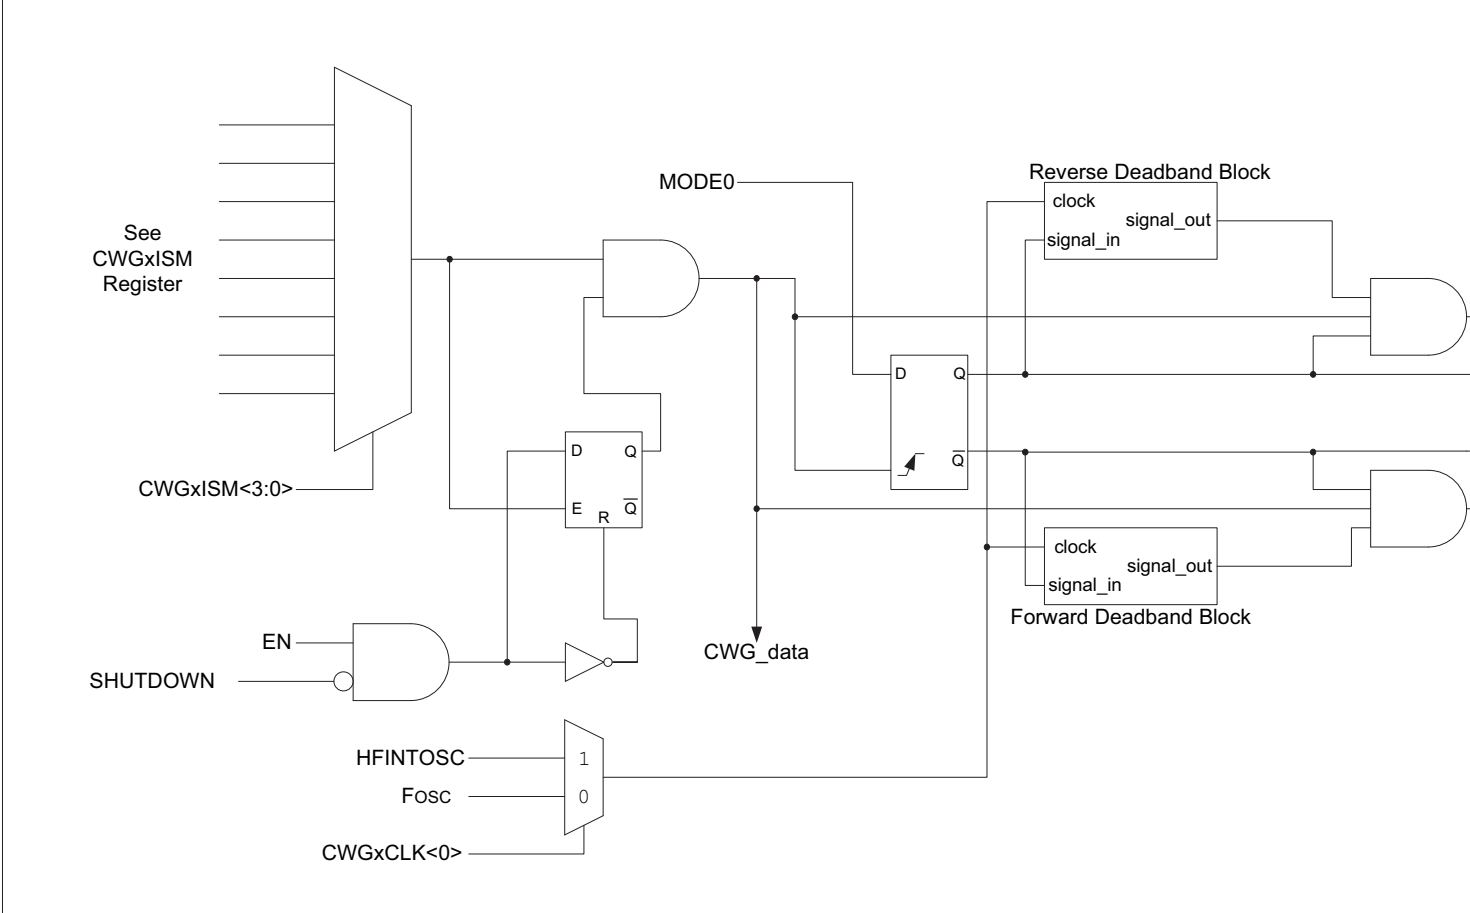 Reverse Deadband Block
MODE0
clock
signal_out
signal_in
See
CWGxISM
Register
D
Q
Q
D
Q
CWGxISM<3:0>
E
Q
R
clock
signal_out
signal_in
Forward Deadband Block
EN
CWG_data
SHUTDOWN
HFINTOSC
1
FOSC
0
CWGxCLK<0>